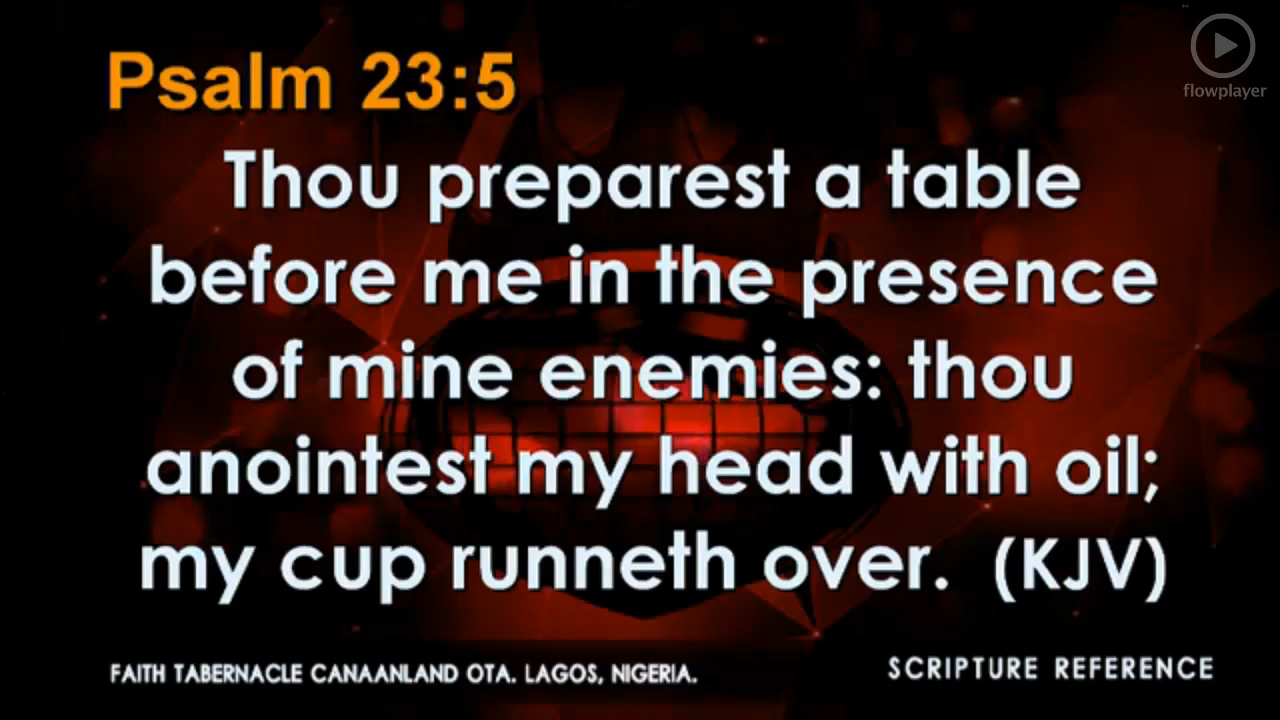 Psalm 23:5
flowplayer
Thou preparest a table
before me in the presence
of mine enemies: thou
anointest my head with oil;
my cup runneth over. (KJV)
FAITH TABERNACLE CANAANLAND OTA. LAGOS, NIGERIA.
SCRIPTURE REFERENCE